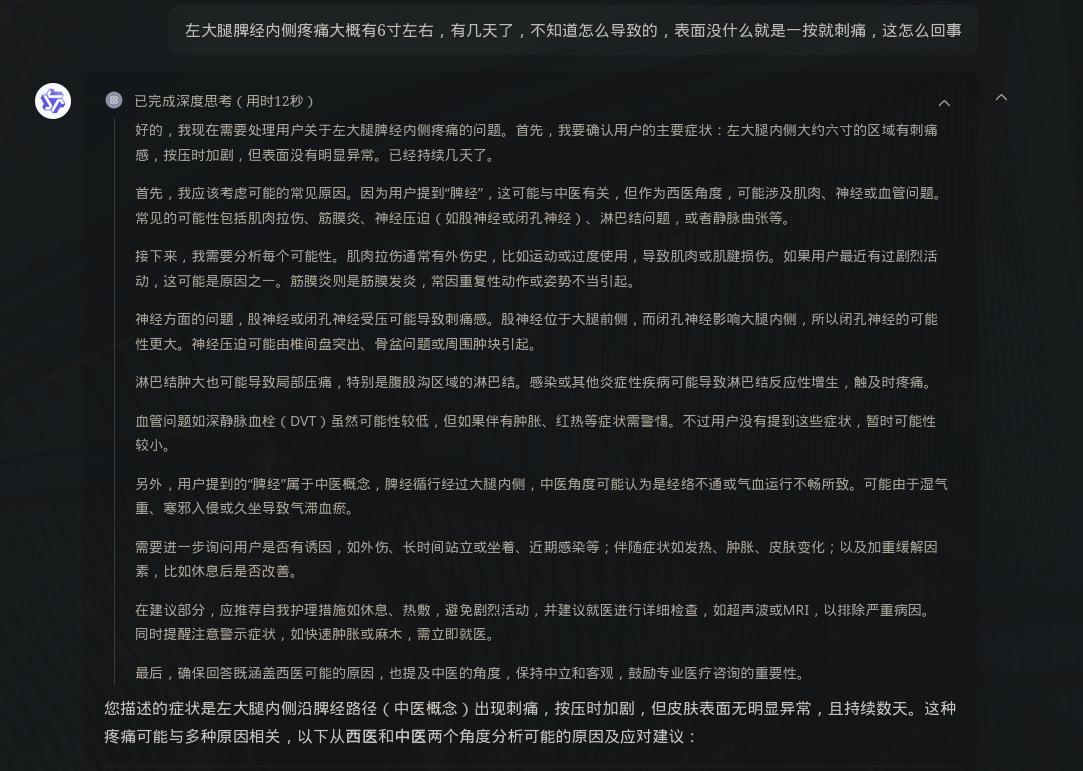 左大腿脾经内侧疼痛大概有6寸左右，有几天了，不知道怎么导致的，表面没什么就是一按就刺痛，这怎么回事
已完成深度思考（用时12秒）
好的，我现在需要处理用户关于左大腿脾经内侧疼痛的问题。首先，我要确认用户的主要症状：左大腿内侧大约六寸的区域有刺痛
感，按压时加剧，但表面没有明显异常。已经持续几天了。
首先，我应该考虑可能的常见原因。因为用户提到“脾经”，这可能与中医有关，但作为西医角度，可能涉及肌肉、神经或血管问题。
常见的可能性包括肌肉拉伤、筋膜炎、神经压迫（如股神经或闭孔神经）、淋巴结问题，或者静脉曲张等。
接下来，我需要分析每个可能性。肌肉拉伤通常有外伤史，比如运动或过度使用，导致肌肉或肌腱损伤。如果用户最近有过剧烈活
动，这可能是原因之一。筋膜炎则是筋膜发炎，常因重复性动作或姿势不当引起。
神经方面的问题，股神经或闭孔神经受压可能导致刺痛感。股神经位于大腿前侧，而闭孔神经影响大腿内侧，所以闭孔神经的可能
性更大。神经压迫可能由椎间盘突出、骨盆问题或周围肿块引起。
淋巴结肿大也可能导致局部压痛，特别是腹股沟区域的淋巴结。感染或其他炎症性疾病可能导致淋巴结反应性增生，触及时疼痛。
血管问题如深静脉血栓（DVT）虽然可能性较低，但如果伴有肿胀、红热等症状需警惕。不过用户没有提到这些症状，暂时可能性
较小。
另外，用户提到的“脾经”属于中医概念，脾经循行经过大腿内侧，中医角度可能认为是经络不通或气血运行不畅所致。可能由于湿气
重、寒邪入侵或久坐导致气滞血瘀。
需要进一步询问用户是否有诱因，如外伤、长时间站立或坐着、近期感染等；伴随症状如发热、肿胀、皮肤变化；以及加重缓解因
素，比如休息后是否改善。
在建议部分，应推荐自我护理措施如休息、热敷，避免剧烈活动，并建议就医进行详细检查，如超声波或MRI，以排除严重病因。
同时提醒注意警示症状，如快速肿胀或麻木，需立即就医。
最后，确保回答既涵盖西医可能的原因，也提及中医的角度，保持中立和客观，鼓励专业医疗咨询的重要性。
您描述的症状是左大腿内侧沿脾经路径（中医概念）出现刺痛，按压时加剧，但皮肤表面无明显异常，且持续数天。这种
疼痛可能与多种原因相关，以下从西医和中医两个角度分析可能的原因及应对建议：